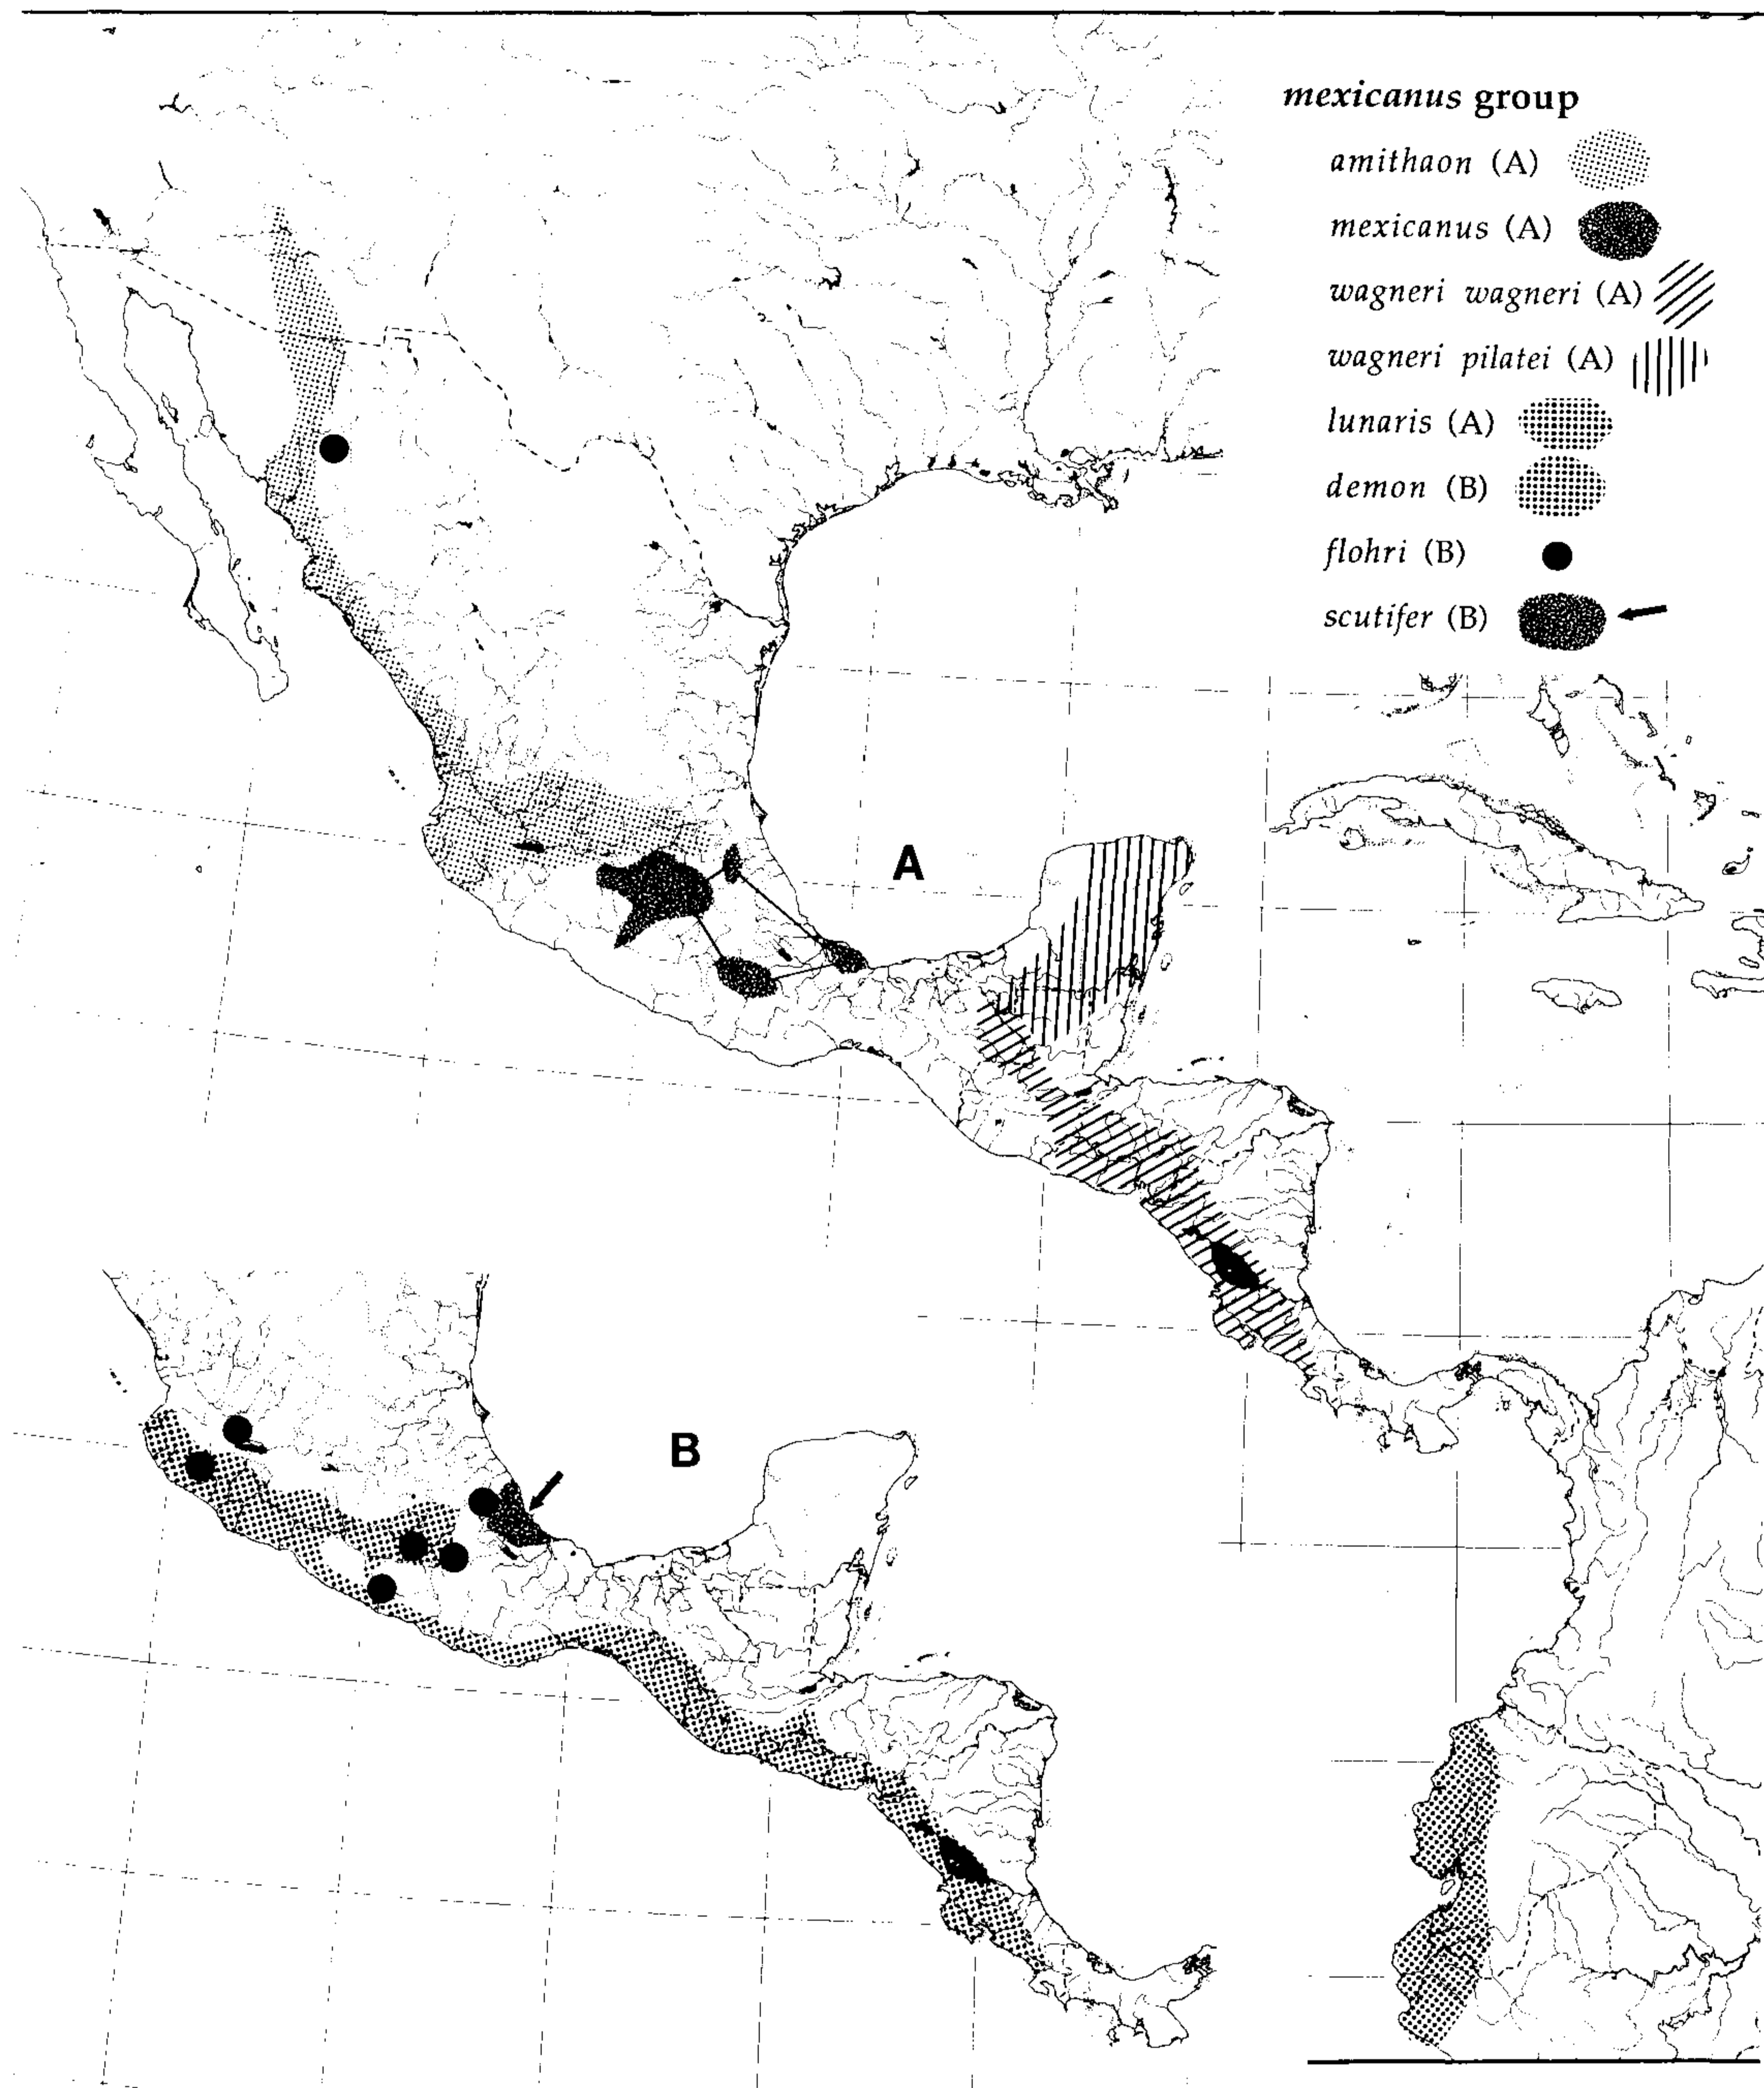 mexicanus group
amithaon (A)
mexicanus (A)
wagneri wagneri (A)
wagneri pilatei (A)
lunaris (A)
demon (B)
flohri (B)
scutifer (B)
A
B